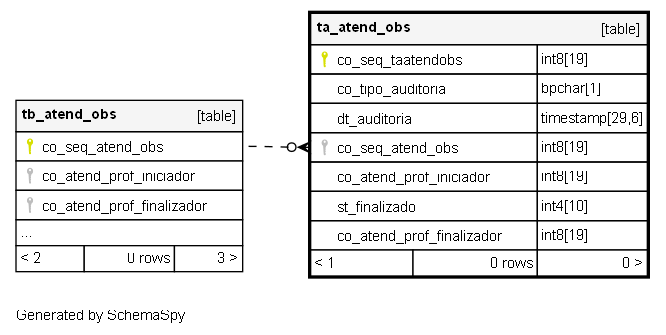 ta_atend_obs [table]
co_seq_taatendobs int8[19]
co_tipo_auditoria bpchar[1]
dt_auditoria timestamp[29,6]
co_seq_atend_obs int8[19]
co_atend_prof_iniciador int8[19]
st_finalizado int4[10]
co_atend_prof_finalizador int8[19]
< 1 0 rows 0 >
tb_atend_obs [table]
co_seq_atend_obs
co_atend_prof_iniciador
co_atend_prof_finalizador
...
< 2 0 rows 3 >
Generated by SchemaSpy